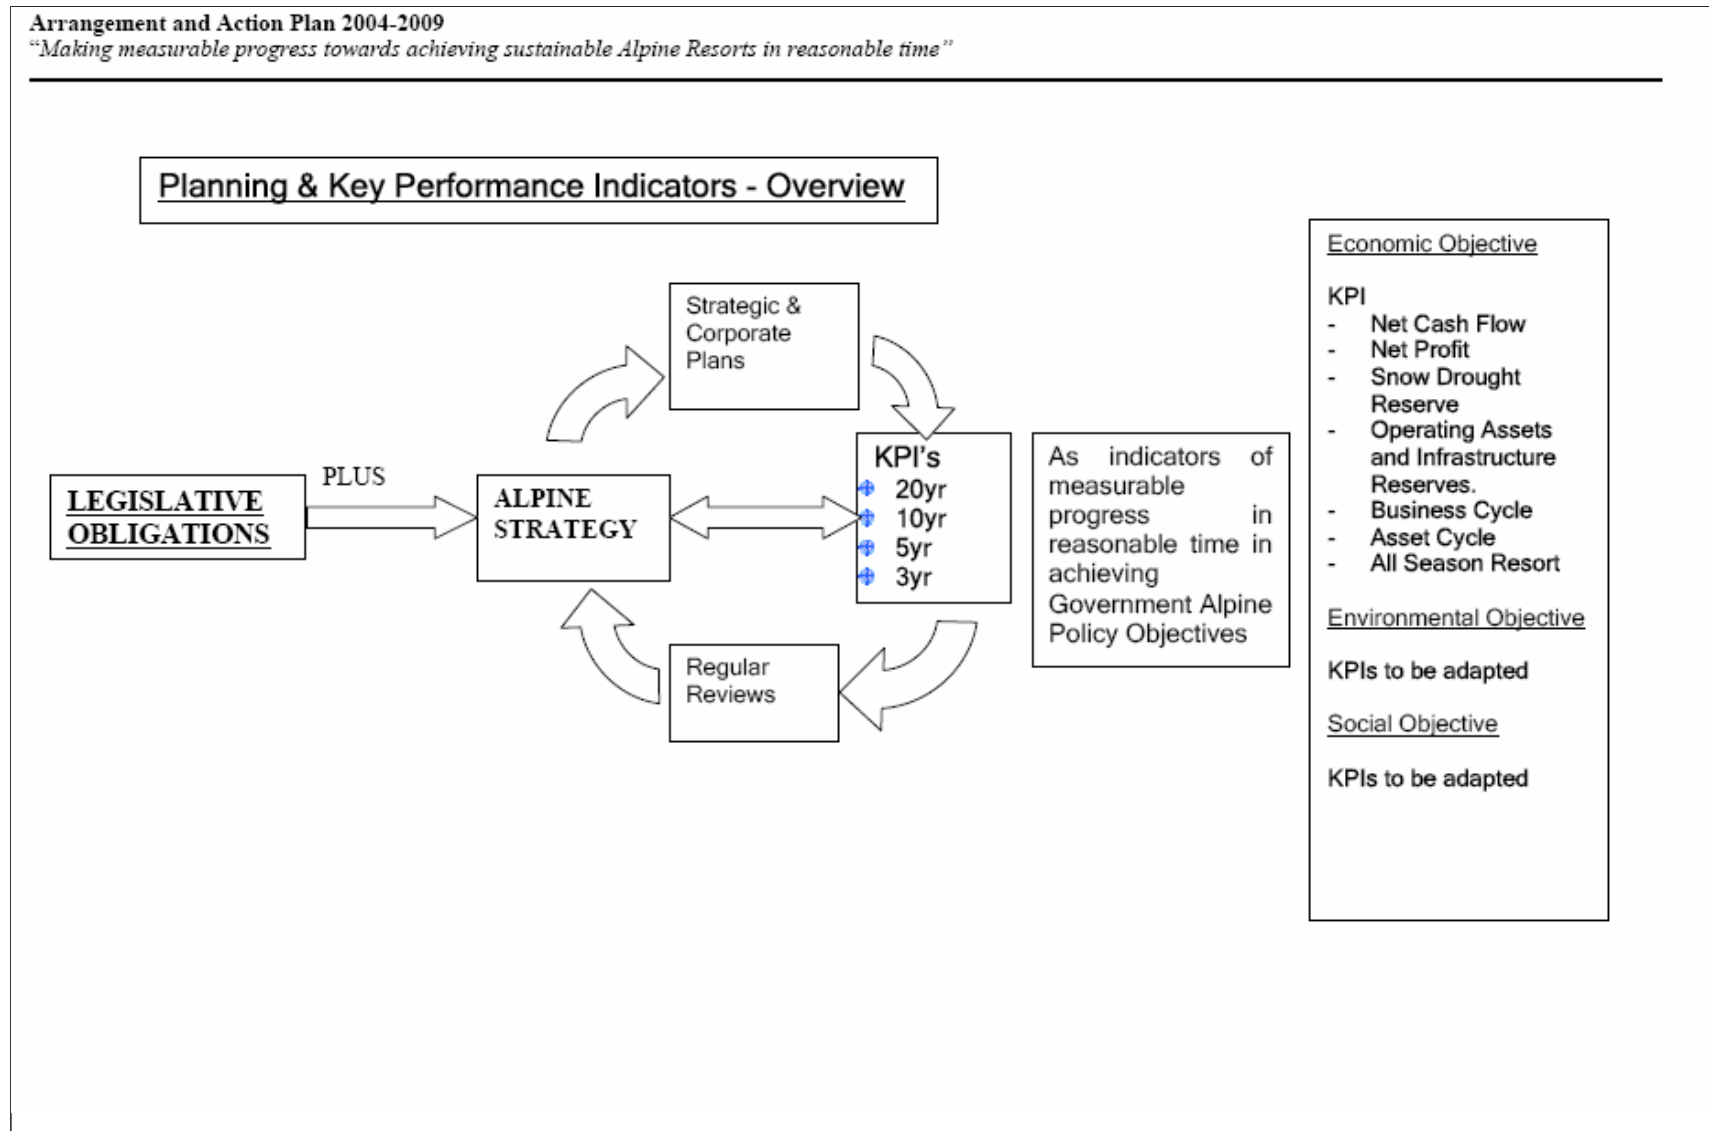 Arrangement and Action Plan 2004-2009
“Making measurable progress towards achieving sustainable Alpine Resorts in reasonable time”
Planning & Key Performance Indicators - Overview
Strategic &
Corporate
Plans
LEGISLATIVE
OBLIGATIONS
PLUS
ALPINE
STRATEGY
KPI's
20yr
10yr
5yr
3yr
Regular
Reviews
As indicators of
measurable
progress in
reasonable time in
achieving
Government Alpine
Policy Objectives
Economic Objective
KPI
- Net Cash Flow
- Net Profit
- Snow Drought
Reserve
- Operating Assets
and Infrastructure
Reserves.
- Business Cycle
- Asset Cycle
- All Season Resort
Environmental Objective
KPIs to be adapted
Social Objective
KPIs to be adapted